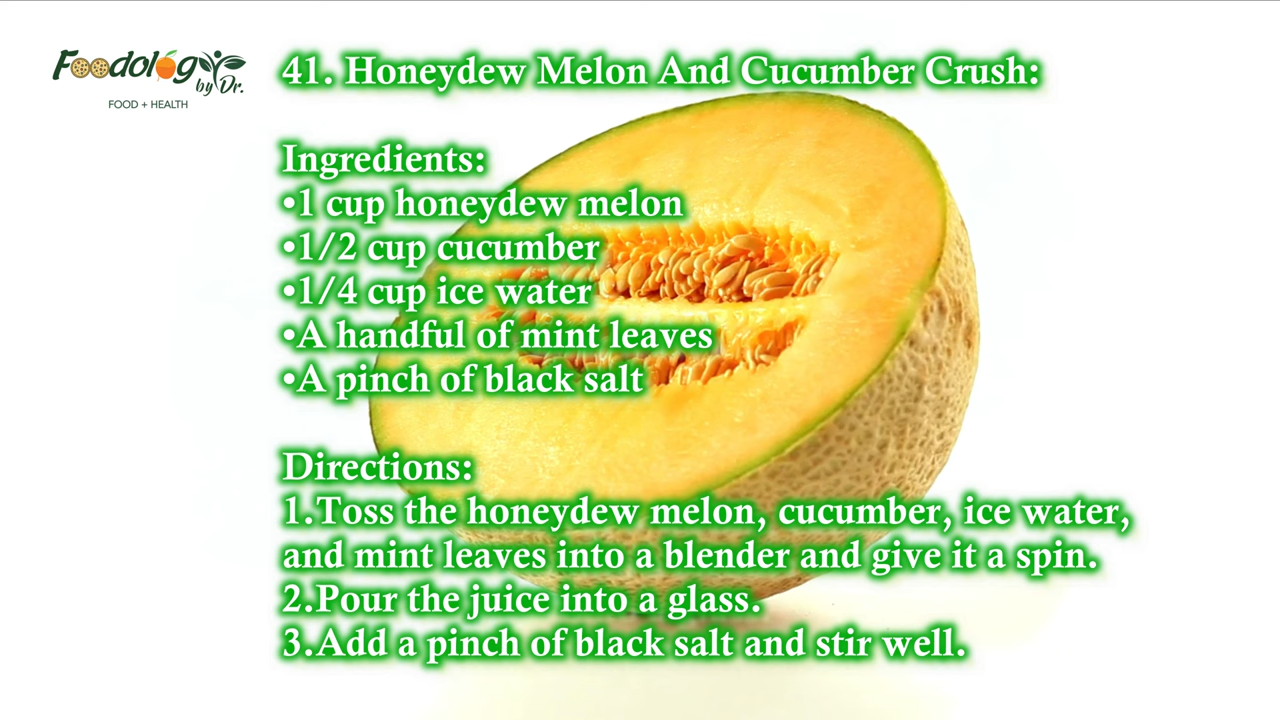 Foodology
by Dr.
FOOD + HEALTH
41. Honeydew Melon And Cucumber Crush:
Ingredients:
•1 cup honeydew melon
•1/2 cup cucumber
•1/4 cup ice water
•A handful of mint leaves
•A pinch of black salt
Directions:
1.Toss the honeydew melon, cucumber, ice water,
and mint leaves into a blender and give it a spin.
2.Pour the juice into a glass.
3.Add a pinch of black salt and stir well.